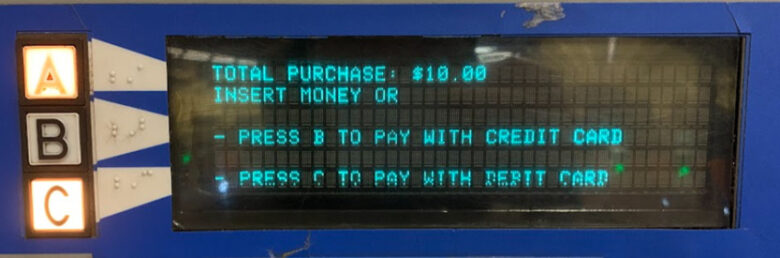 A
B
C
TOTAL PURCHASE: $10.00
INSERT MONEY OR
- PRESS B TO PAY WITH CREDIT CARD
- PRESS C TO PAY WITH DEBIT CARD